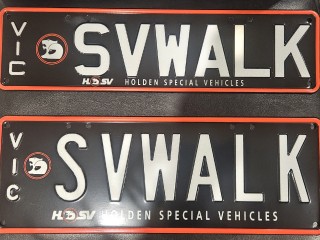 VIC
SVWALK
HSV HOLDEN SPECIAL VEHICLES
VIC
SVWALK
HSV HOLDEN SPECIAL VEHICLES